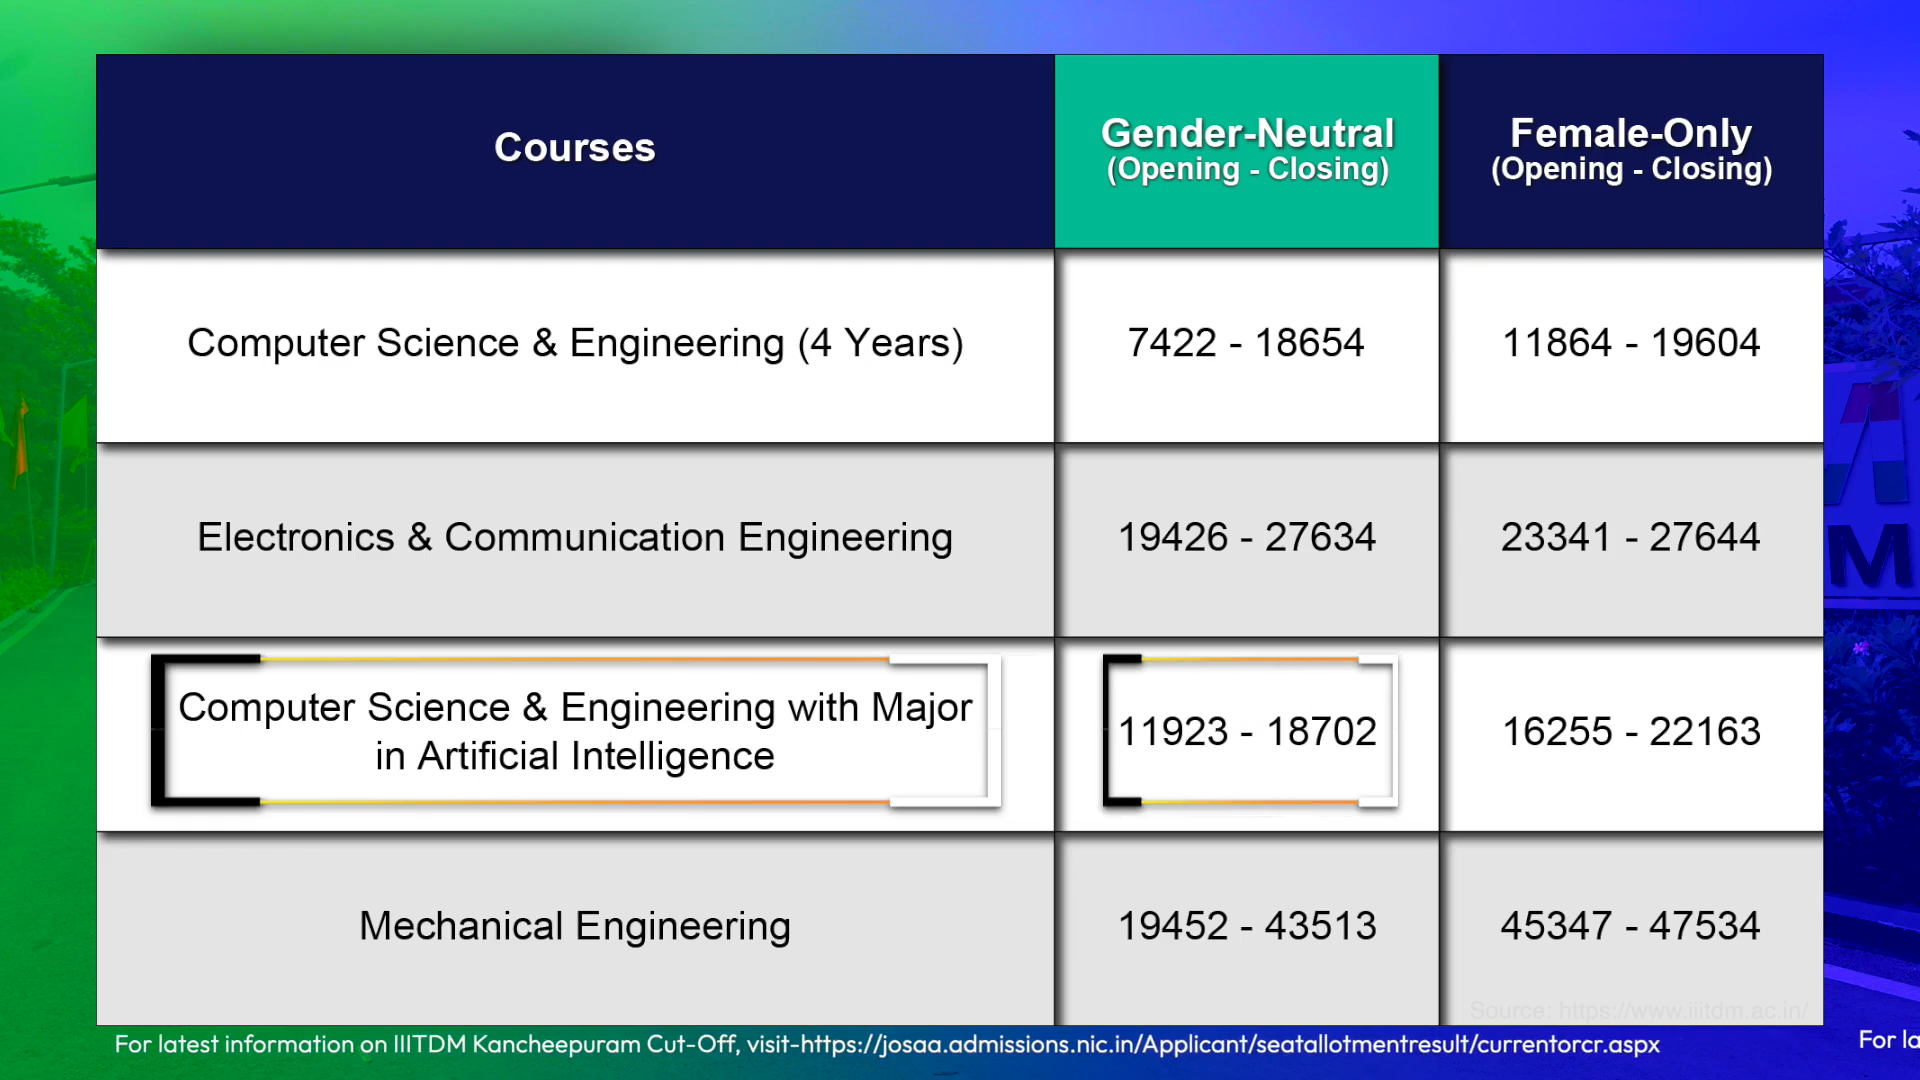 Courses
Gender-Neutral
(Opening - Closing)
Female-Only
(Opening - Closing)
Computer Science & Engineering (4 Years)
7422 - 18654
11864 - 19604
Electronics & Communication Engineering
19426 - 27634
23341 - 27644
Computer Science & Engineering with Major
in Artificial Intelligence
11923 - 18702
16255 - 22163
Mechanical Engineering
19452 - 43513
45347 - 47534
Source: https://www.iiitdm.ac.in/
For latest information on IIITDM Kancheepuram Cut-Off, visit-https://josaa.admissions.nic.in/Applicant/seatallotmentresult/currentorcr.aspx
For la
M